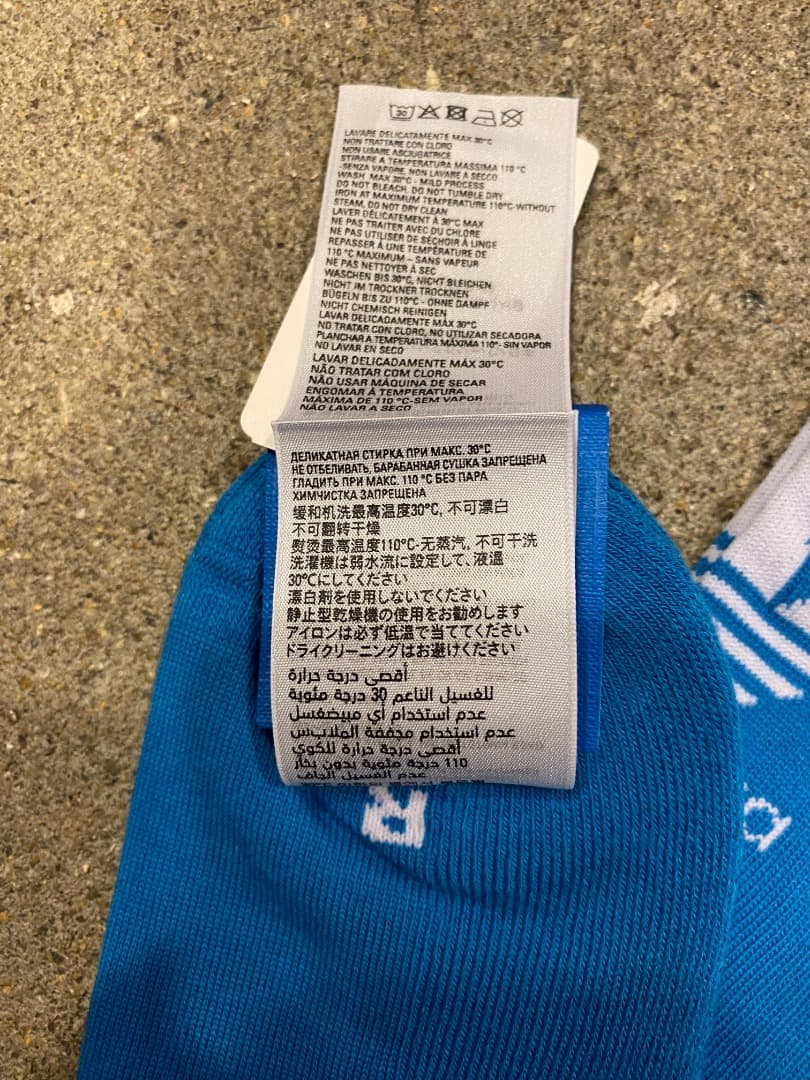 30
LAVARE DELICATAMENTE MAX 30°C
NON TRATTARE CON CLORO
NON USARE ASCIUGATRICE
STIRARE A TEMPERATURA MASSIMA 110 °C
-SENZA VAPORE, NON LAVARE A SECCO
WASH MAX 30°C - MILD PROCESS
DO NOT BLEACH. DO NOT TUMBLE DRY
IRON AT MAXIMUM TEMPERATURE 110°C-WITHOUT
STEAM, DO NOT DRY CLEAN
LAVER DÉLICATEMENT À 30°C MAX
NE PAS TRAITER AVEC DU CHLORE
NE PAS UTILISER DE SÉCHOIR À LINGE
REPASSER À UNE TEMPÉRATURE DE
110 °C MAXIMUM – SANS VAPEUR
NE PAS NETTOYER À SEC
WASCHEN BIS 30°C, NICHT BLEICHEN
NICHT IM TROCKNER TROCKNEN
BÜGELN BIS ZU 110°C - OHNE DAMPF
NICHT CHEMISCH REINIGEN
LAVAR DELICADAMENTE MÁX 30°C
NO TRATAR CON CLORO, NO UTILIZAR SECADORA
PLANCHAR A TEMPERATURA MÁXIMA 110°- SIN VAPOR
NO LAVAR EN SECO
LAVAR DELICADAMENTE MÁX 30°C
NÃO TRATAR COM CLORO
NÃO USAR MÁQUINA DE SECAR
ENGOMAR À TEMPERATURA
MÁXIMA DE 110 °C-SEM VAPOR
NÃO LAVAR A SECO
ДЕЛИКАТНАЯ СТИРКА ПРИ МАКС. 30°C
НЕ ОТБЕЛИВАТЬ, БАРАБАННАЯ СУШКА ЗАПРЕЩЕНА
ГЛАДИТЬ ПРИ МАКС. 110 °C БЕЗ ПАРА
ХИМЧИСТКА ЗАПРЕЩЕНА
缓和机洗最高温度30°C, 不可漂白
不可翻转干燥
熨烫最高温度110°C-无蒸汽, 不可干洗
洗濯機は弱水流に設定して、液温
30℃にしてください
漂白剤を使用しないでください
静止型乾燥機の使用をお勧めします
アイロンは必ず低温で当ててください
ドライクリーニングはお避けください
أقصى درجة حرارة
للغسيل الناعم 30 درجة مئوية
عدم استخدام أي مبيضغسل
عدم استخدام مجففة الملابس
أقصى درجة حرارة للكوي
110 درجة مئوية بدون بخار
عدم الغسيل الجاف
R